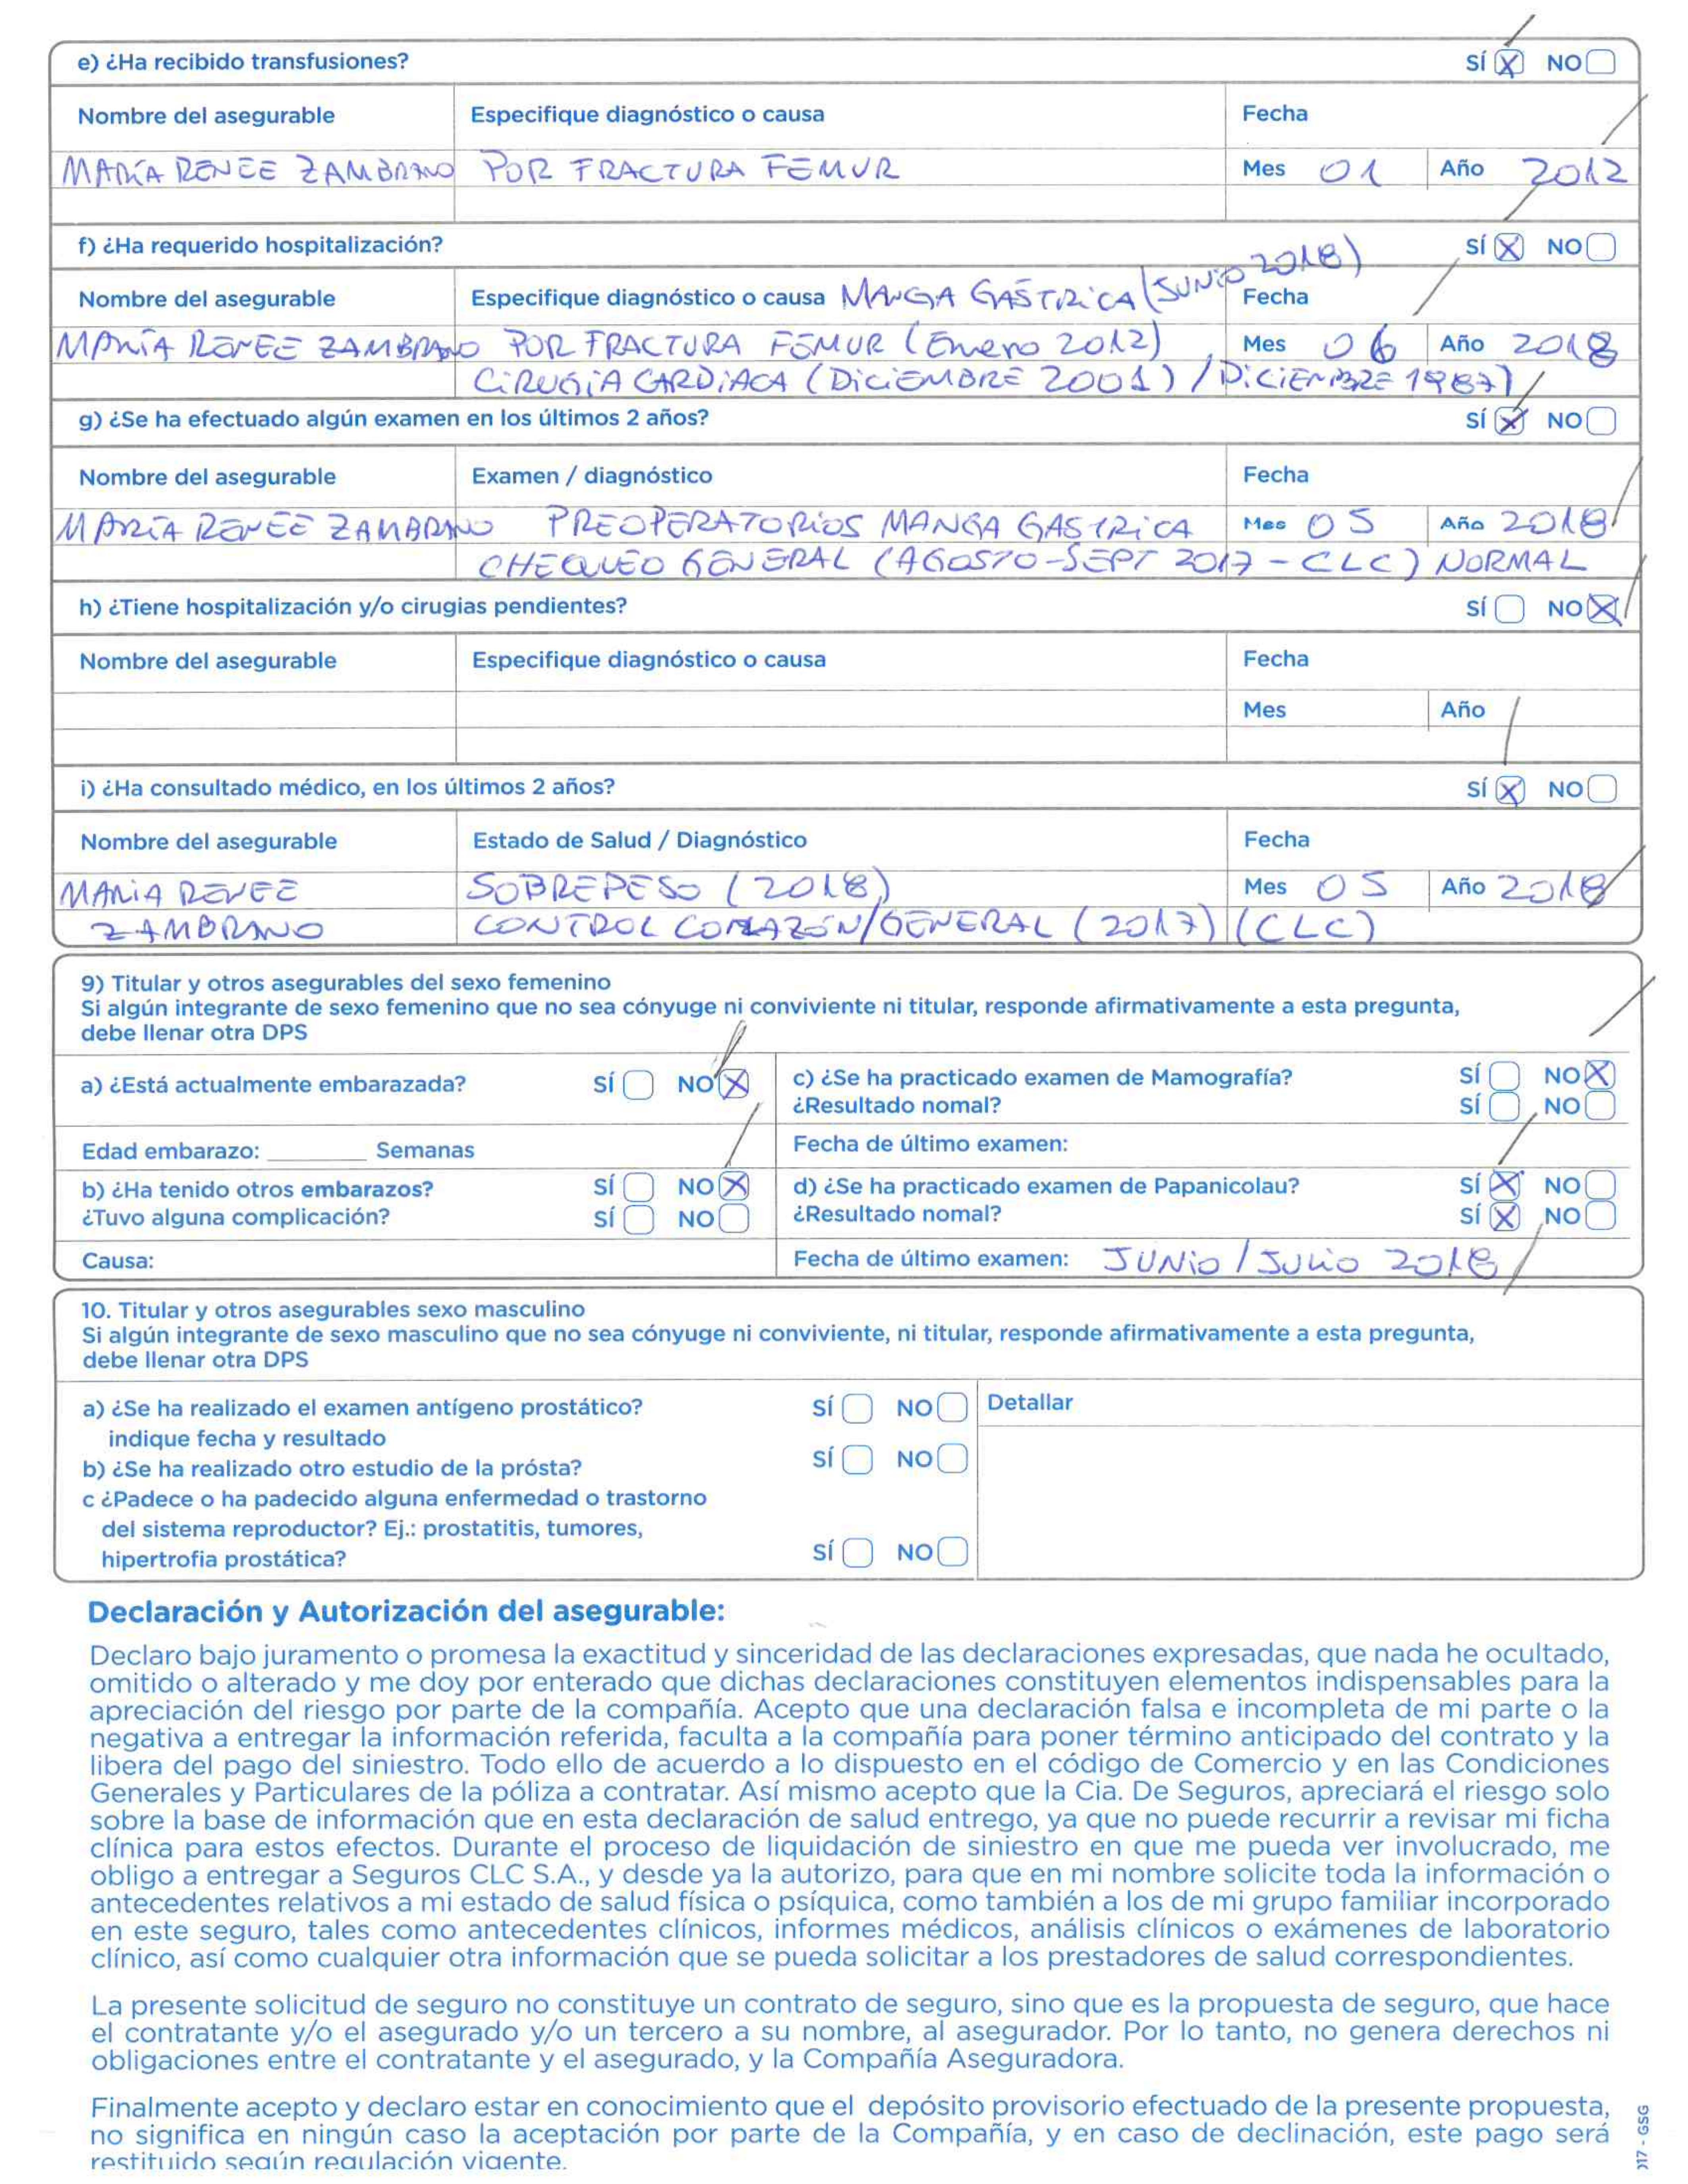 e) ¿Ha recibido transfusiones? SÍ ☒ NO ☐
Nombre del asegurable Especifique diagnóstico o causa Fecha
MARÍA RENEE ZAMBRANO POR FRACTURA FEMUR Mes 01 Año 2012
f) ¿Ha requerido hospitalización? SÍ ☒ NO ☐
Nombre del asegurable Especifique diagnóstico o causa MANGA GASTRICA (JUNIO 2018) Fecha
MARÍA RENEE ZAMBRANO POR FRACTURA FEMUR (Enero 2012) Mes 06 Año 2018
CIRUGIA CARDIACA (DICIEMBRE 2001) / DICIEMBRE 1987)
g) ¿Se ha efectuado algún examen en los últimos 2 años? SÍ ☒ NO ☐
Nombre del asegurable Examen / diagnóstico Fecha
MARÍA RENEE ZAMBRANO PREOPERATORIOS MANGA GASTRICA Mes 05 Año 2018
CHEQUEO GENERAL (AGOSTO-SEPT 2017 - CLC) NORMAL
h) ¿Tiene hospitalización y/o cirugias pendientes? SÍ ☐ NO ☒
Nombre del asegurable Especifique diagnóstico o causa Fecha
Mes Año
i) ¿Ha consultado médico, en los últimos 2 años? SÍ ☒ NO ☐
Nombre del asegurable Estado de Salud / Diagnóstico Fecha
MARIA RENEE SOBREPESO (2018) Mes 05 Año 2018
ZAMBRANO CONTROL CORAZÓN/GENERAL (2017) (CLC)
9) Titular y otros asegurables del sexo femenino
Si algún integrante de sexo femenino que no sea cónyuge ni conviviente ni titular, responde afirmativamente a esta pregunta,
debe llenar otra DPS
a) ¿Está actualmente embarazada? SÍ ☐ NO ☒ c) ¿Se ha practicado examen de Mamografía? SÍ ☐ NO ☒
¿Resultado nomal? SÍ ☐ NO ☐
Edad embarazo: ________ Semanas Fecha de último examen:
b) ¿Ha tenido otros embarazos? SÍ ☐ NO ☒ d) ¿Se ha practicado examen de Papanicolau? SÍ ☒ NO ☐
¿Tuvo alguna complicación? SÍ ☐ NO ☐ ¿Resultado nomal? SÍ ☒ NO ☐
Causa: Fecha de último examen: JUNIO / JULIO 2018
10. Titular y otros asegurables sexo masculino
Si algún integrante de sexo masculino que no sea cónyuge ni conviviente, ni titular, responde afirmativamente a esta pregunta,
debe llenar otra DPS
a) ¿Se ha realizado el examen antígeno prostático? SÍ ☐ NO ☐ Detallar
indique fecha y resultado
b) ¿Se ha realizado otro estudio de la prósta? SÍ ☐ NO ☐
c ¿Padece o ha padecido alguna enfermedad o trastorno
del sistema reproductor? Ej.: prostatitis, tumores,
hipertrofia prostática? SÍ ☐ NO ☐
Declaración y Autorización del asegurable:
Declaro bajo juramento o promesa la exactitud y sinceridad de las declaraciones expresadas, que nada he ocultado,
omitido o alterado y me doy por enterado que dichas declaraciones constituyen elementos indispensables para la
apreciación del riesgo por parte de la compañía. Acepto que una declaración falsa e incompleta de mi parte o la
negativa a entregar la información referida, faculta a la compañía para poner término anticipado del contrato y la
libera del pago del siniestro. Todo ello de acuerdo a lo dispuesto en el código de Comercio y en las Condiciones
Generales y Particulares de la póliza a contratar. Así mismo acepto que la Cia. De Seguros, apreciará el riesgo solo
sobre la base de información que en esta declaración de salud entrego, ya que no puede recurrir a revisar mi ficha
clínica para estos efectos. Durante el proceso de liquidación de siniestro en que me pueda ver involucrado, me
obligo a entregar a Seguros CLC S.A., y desde ya la autorizo, para que en mi nombre solicite toda la información o
antecedentes relativos a mi estado de salud física o psíquica, como también a los de mi grupo familiar incorporado
en este seguro, tales como antecedentes clínicos, informes médicos, análisis clínicos o exámenes de laboratorio
clínico, así como cualquier otra información que se pueda solicitar a los prestadores de salud correspondientes.
La presente solicitud de seguro no constituye un contrato de seguro, sino que es la propuesta de seguro, que hace
el contratante y/o el asegurado y/o un tercero a su nombre, al asegurador. Por lo tanto, no genera derechos ni
obligaciones entre el contratante y el asegurado, y la Compañía Aseguradora.
Finalmente acepto y declaro estar en conocimiento que el depósito provisorio efectuado de la presente propuesta,
no significa en ningún caso la aceptación por parte de la Compañía, y en caso de declinación, este pago será
restituido según regulación vigente.
017 - GSG